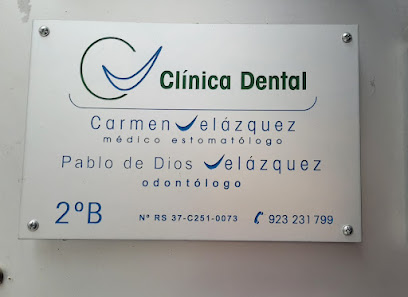 Clínica Dental
Carmen Velázquez
médico estomatólogo
Pablo de Dios Velázquez
odontólogo
2ºB Nº RS 37-C251-0073 923 231 799